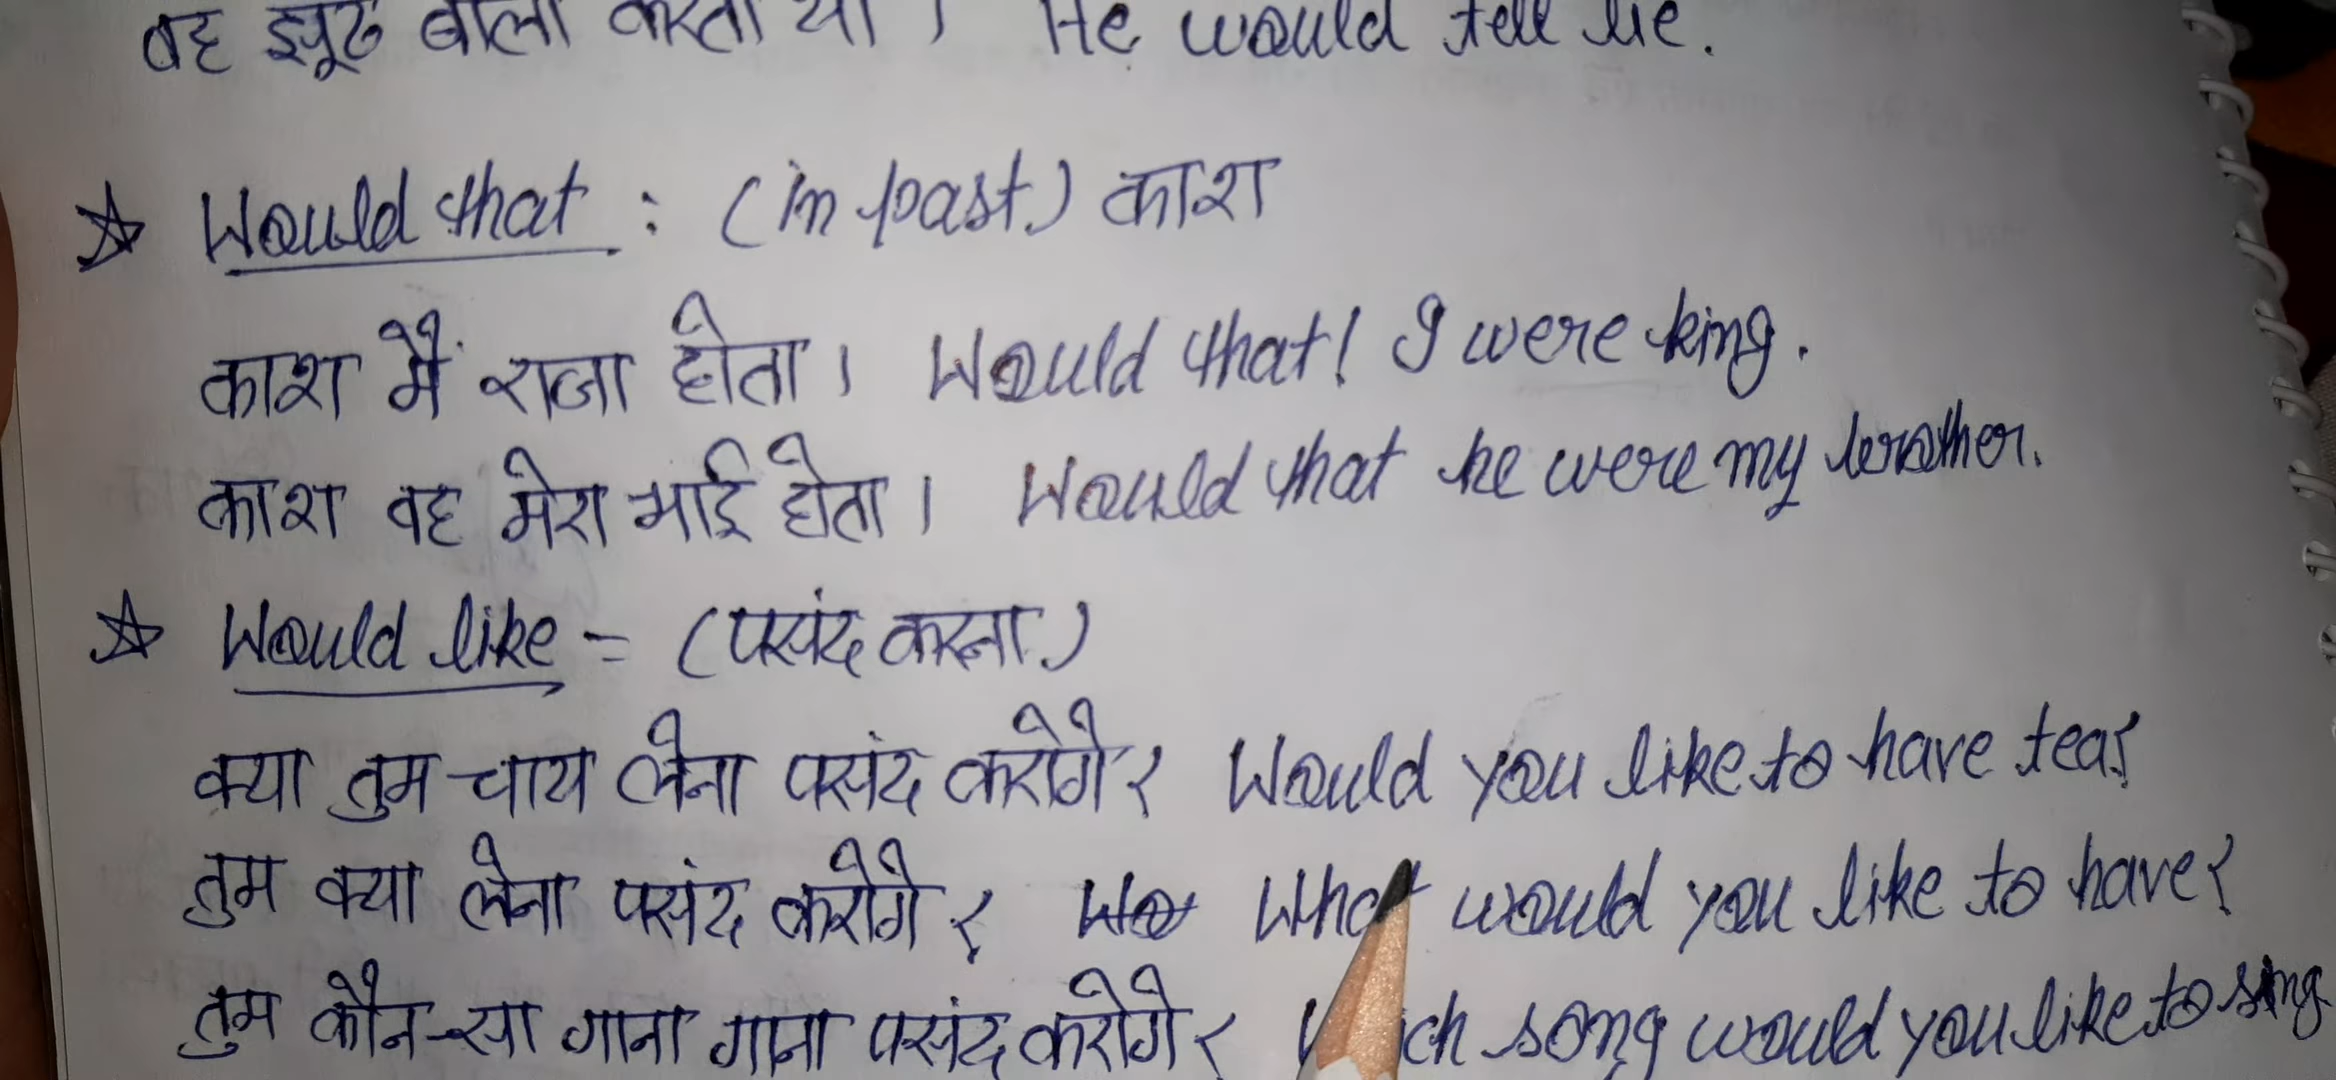 वह झूठ बोला करता था। He would tell lie.
☆ Would that : (in past) काश
काश मैं राजा होता। Would that! I were king.
काश वह मेरा भाई होता। Would that he were my brother.
☆ Would like = (पसंद करना)
क्या तुम चाय लेना पसंद करोगे? Would you like to have tea?
तुम क्या लेना पसंद करोगे? What would you like to have?
तुम कौन-सा गाना गाना पसंद करोगे? song would you like to sing